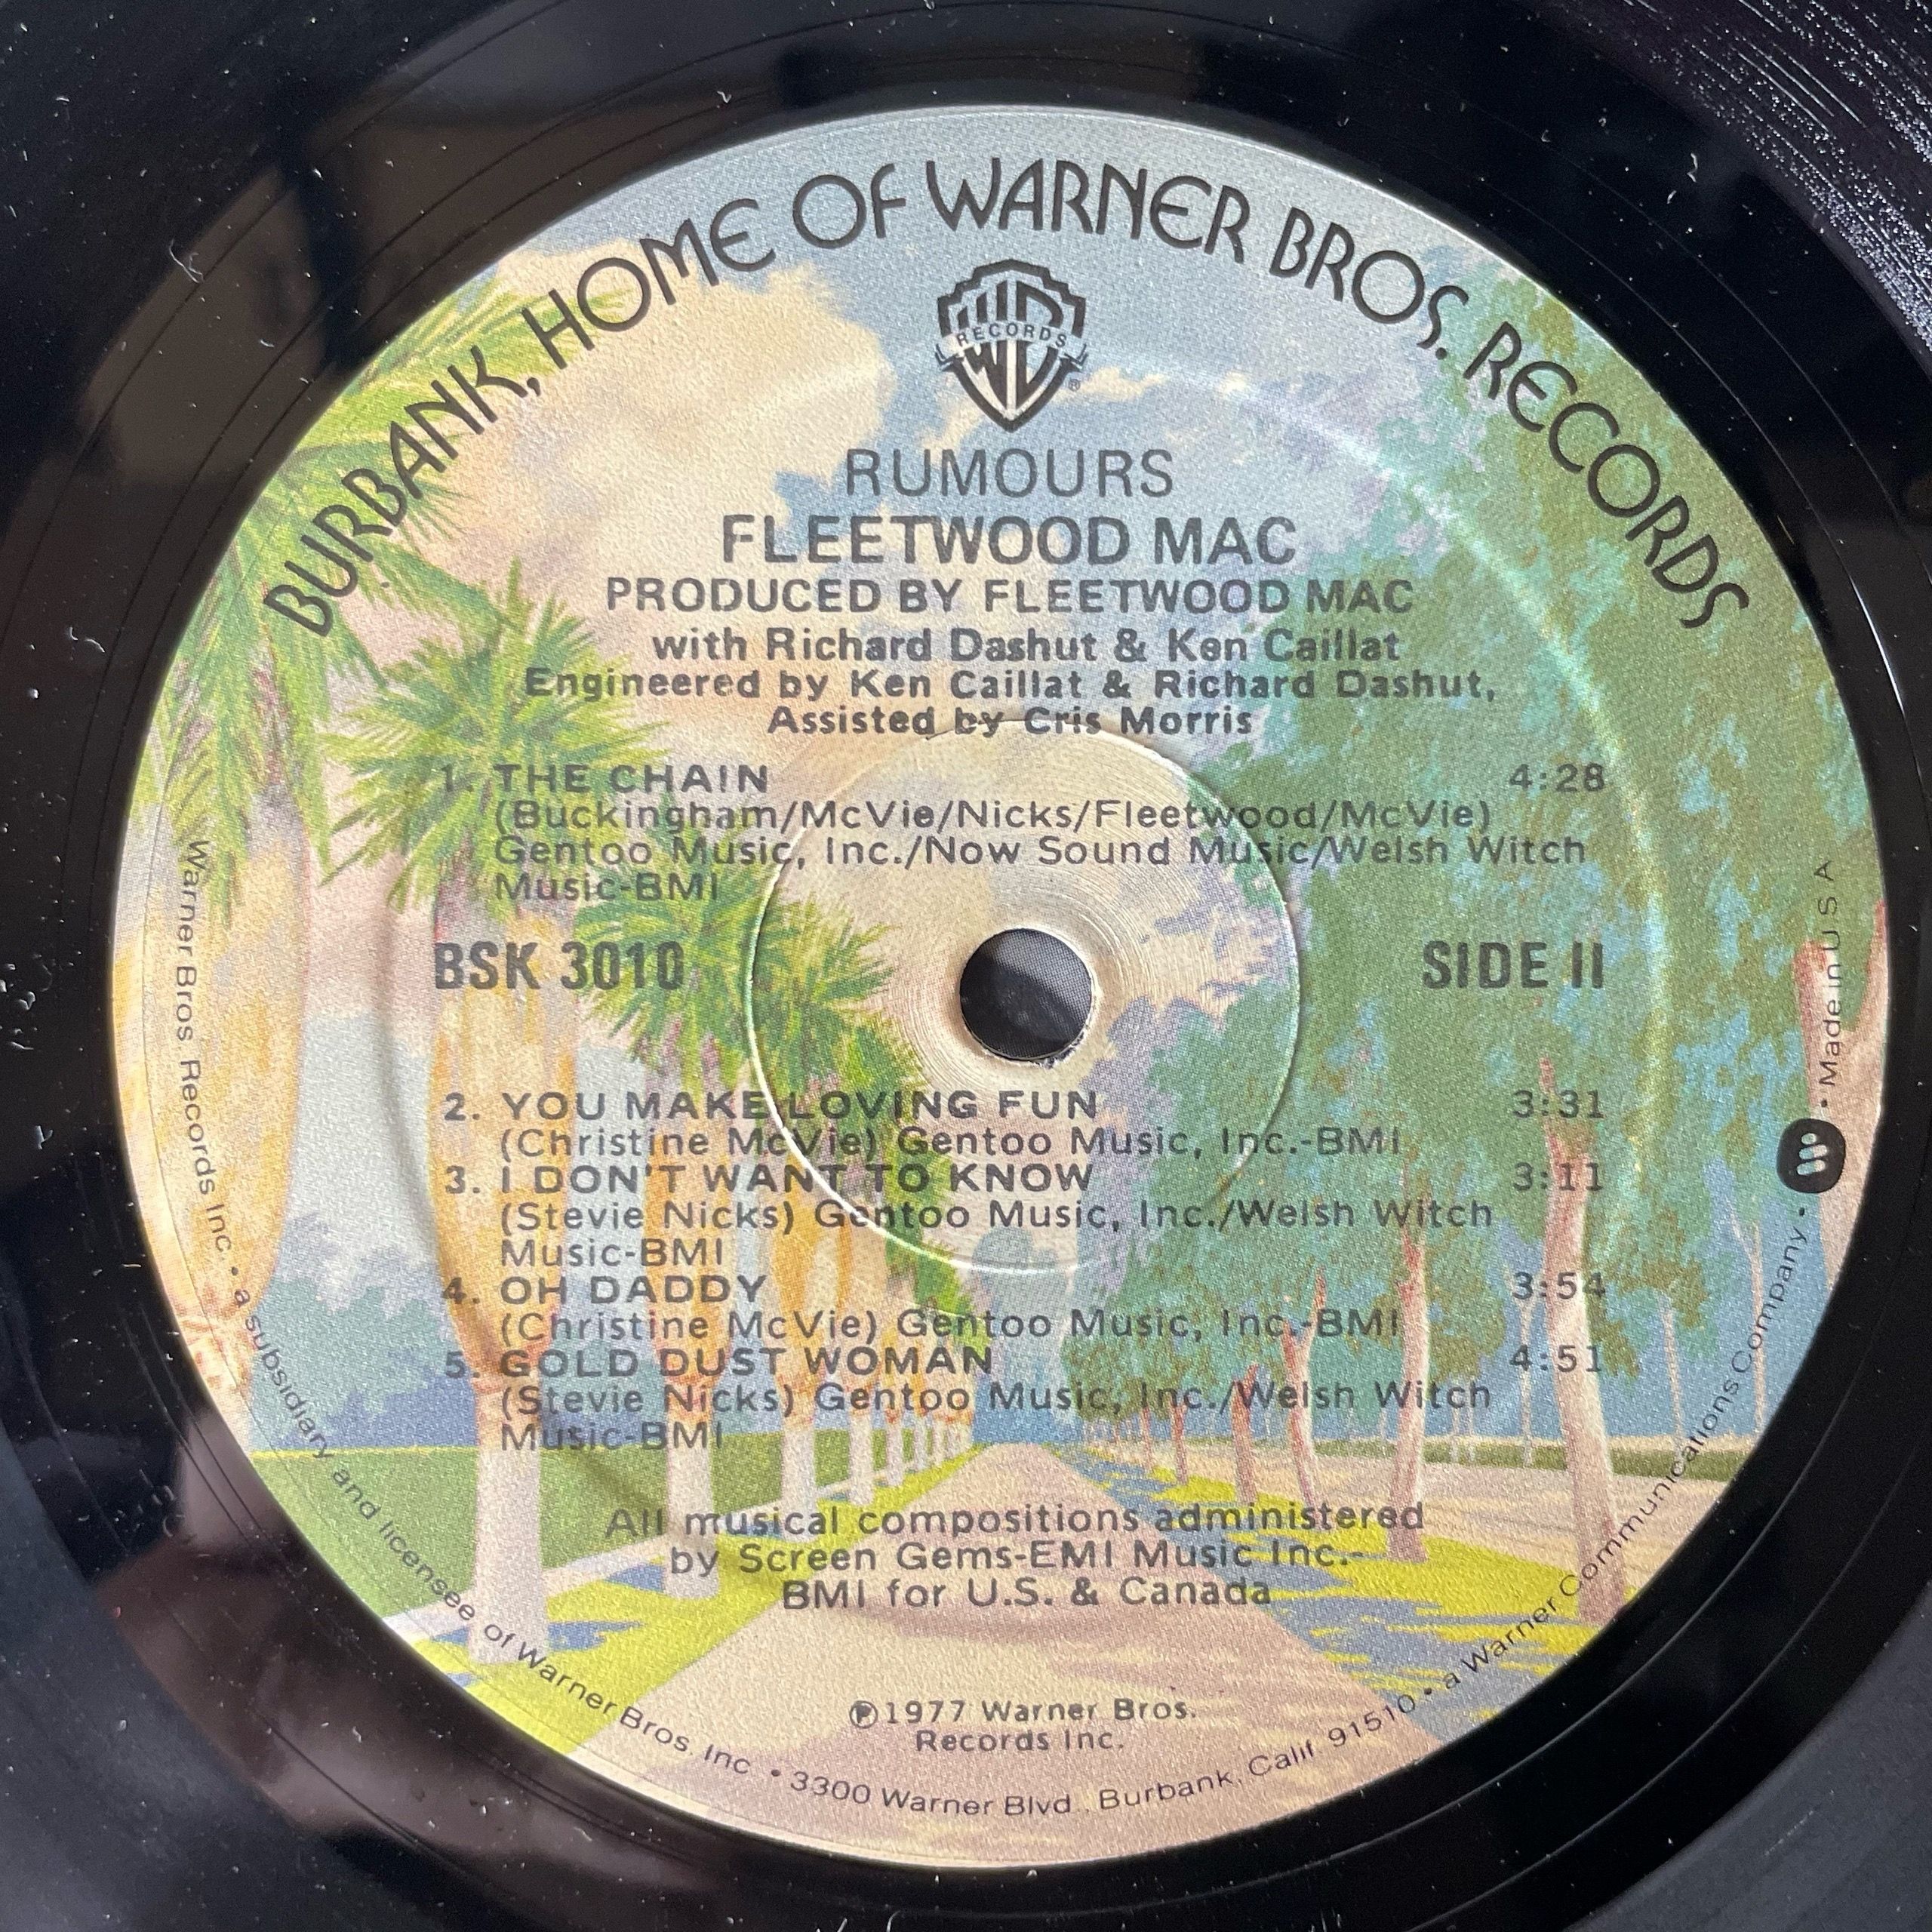 BURBANK, HOME OF WARNER BROS. RECORDS
RECORDS
RUMOURS
FLEETWOOD MAC
PRODUCED BY FLEETWOOD MAC
with Richard Dashut & Ken Caillat
Engineered by Ken Caillat & Richard Dashut,
Assisted by Cris Morris
1. THE CHAIN 4:28
(Buckingham/McVie/Nicks/Fleetwood/McVie)
Gentoo Music, Inc./Now Sound Music/Welsh Witch
Music-BMI
BSK 3010 SIDE II
2. YOU MAKE LOVING FUN 3:31
(Christine McVie) Gentoo Music, Inc.-BMI
3. I DON'T WANT TO KNOW 3:11
(Stevie Nicks) Gentoo Music, Inc./Welsh Witch
Music-BMI
4. OH DADDY 3:54
(Christine McVie) Gentoo Music, Inc.-BMI
5. GOLD DUST WOMAN 4:51
(Stevie Nicks) Gentoo Music, Inc./Welsh Witch
Music-BMI
All musical compositions administered
by Screen Gems-EMI Music Inc.-
BMI for U.S. & Canada
℗1977 Warner Bros.
Records Inc.
Warner Bros. Records Inc. • a subsidiary and licensee of Warner Bros. Inc • 3300 Warner Blvd., Burbank, Calif. 91510 • a Warner Communications Company • Made in U S A